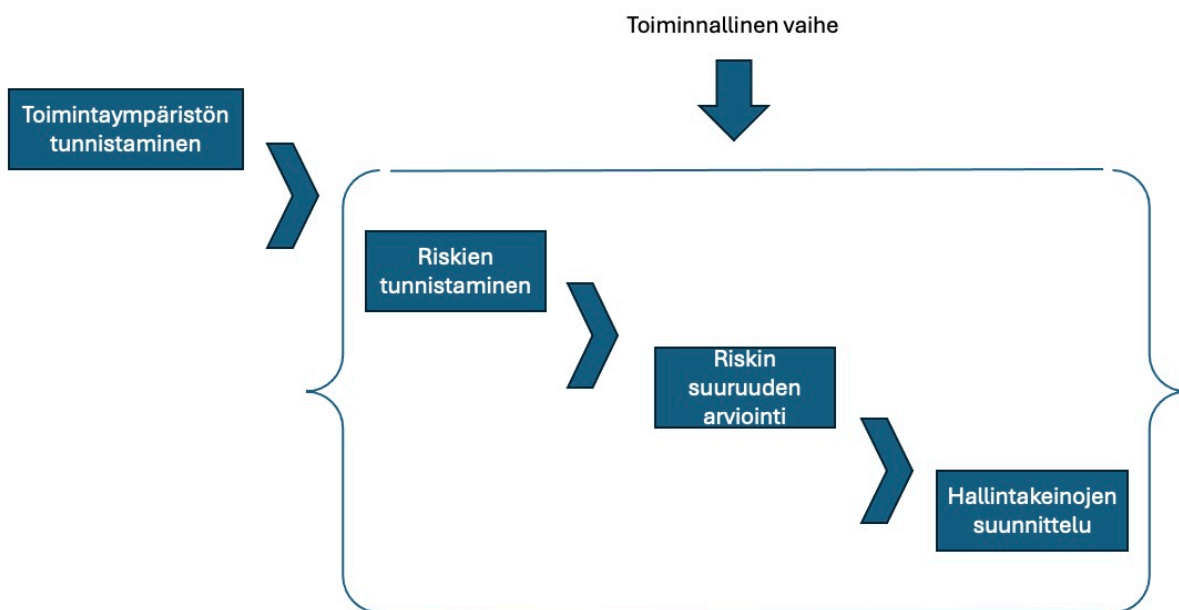 Toiminnallinen vaihe
Toimintaympäristön
tunnistaminen
Riskien
tunnistaminen
Riskin
suuruuden
arviointi
Hallintakeinojen
suunnittelu